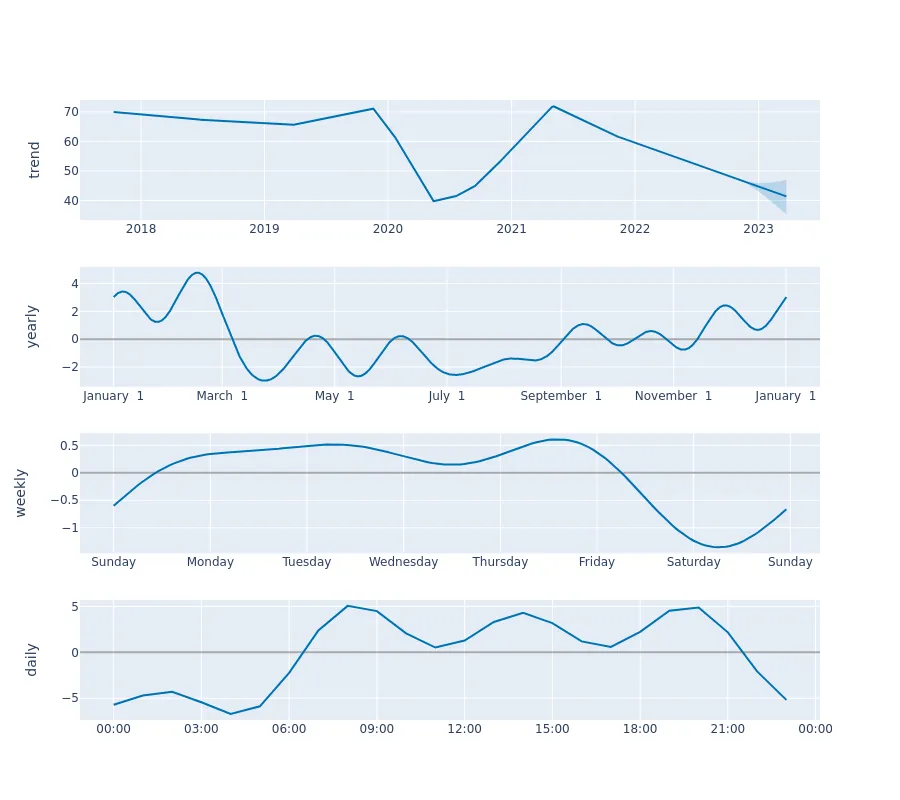 trend
70
60
50
40
2018 2019 2020 2021 2022 2023
yearly
4
2
0
−2
January 1 March 1 May 1 July 1 September 1 November 1 January 1
weekly
0.5
0
−0.5
−1
Sunday Monday Tuesday Wednesday Thursday Friday Saturday Sunday
daily
5
0
−5
00:00 03:00 06:00 09:00 12:00 15:00 18:00 21:00 00:00